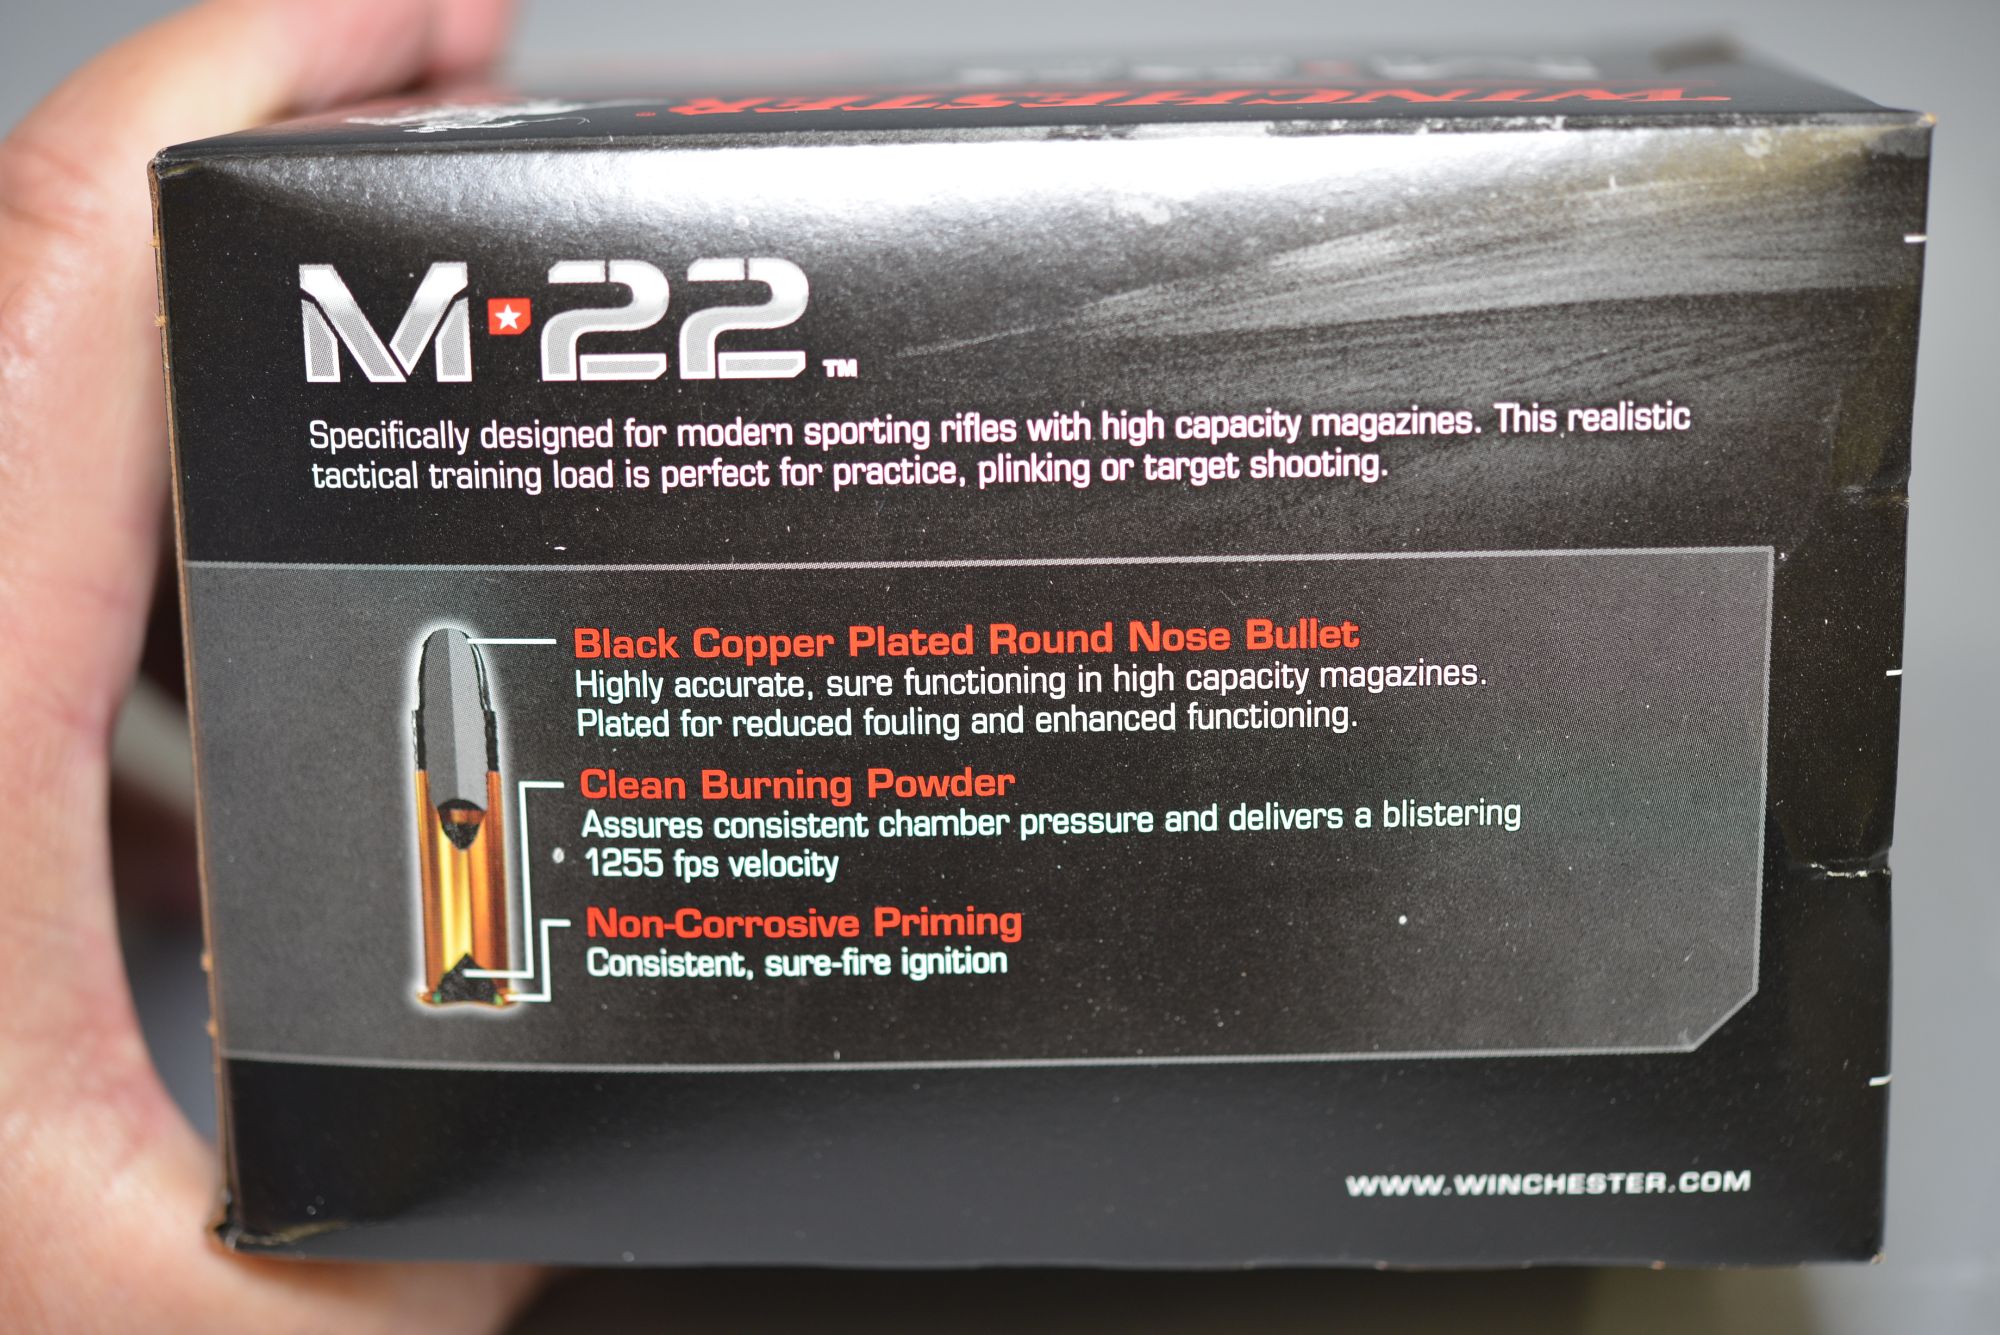 WINCHESTER®
M★22™
Specifically designed for modern sporting rifles with high capacity magazines. This realistic
tactical training load is perfect for practice, plinking or target shooting.
Black Copper Plated Round Nose Bullet
Highly accurate, sure functioning in high capacity magazines.
Plated for reduced fouling and enhanced functioning.
Clean Burning Powder
Assures consistent chamber pressure and delivers a blistering
1255 fps velocity
Non-Corrosive Priming
Consistent, sure-fire ignition
WWW.WINCHESTER.COM